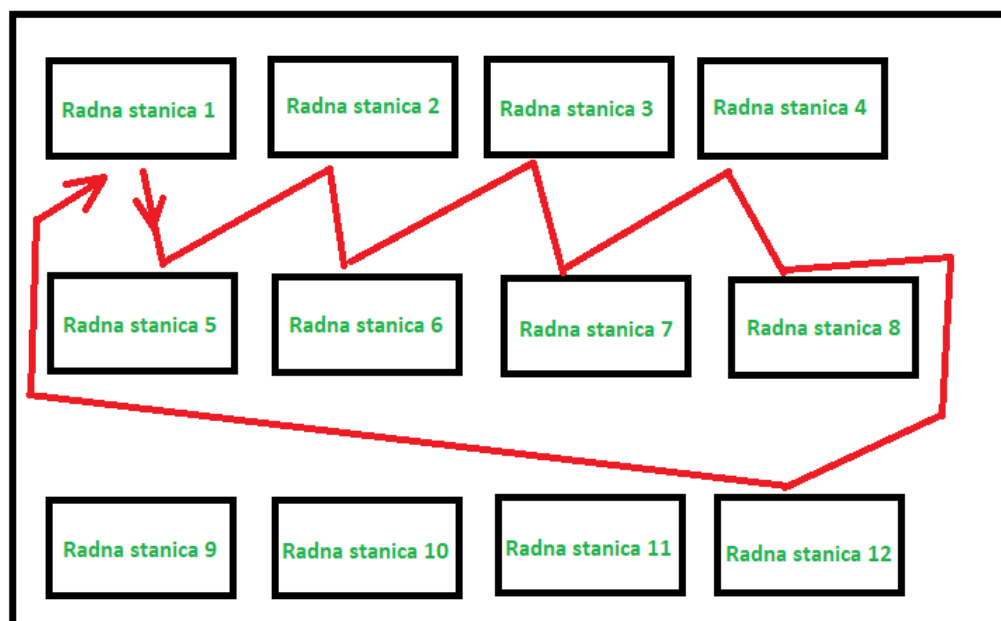 Radna stanica 1
Radna stanica 2
Radna stanica 3
Radna stanica 4
Radna stanica 5
Radna stanica 6
Radna stanica 7
Radna stanica 8
Radna stanica 9
Radna stanica 10
Radna stanica 11
Radna stanica 12